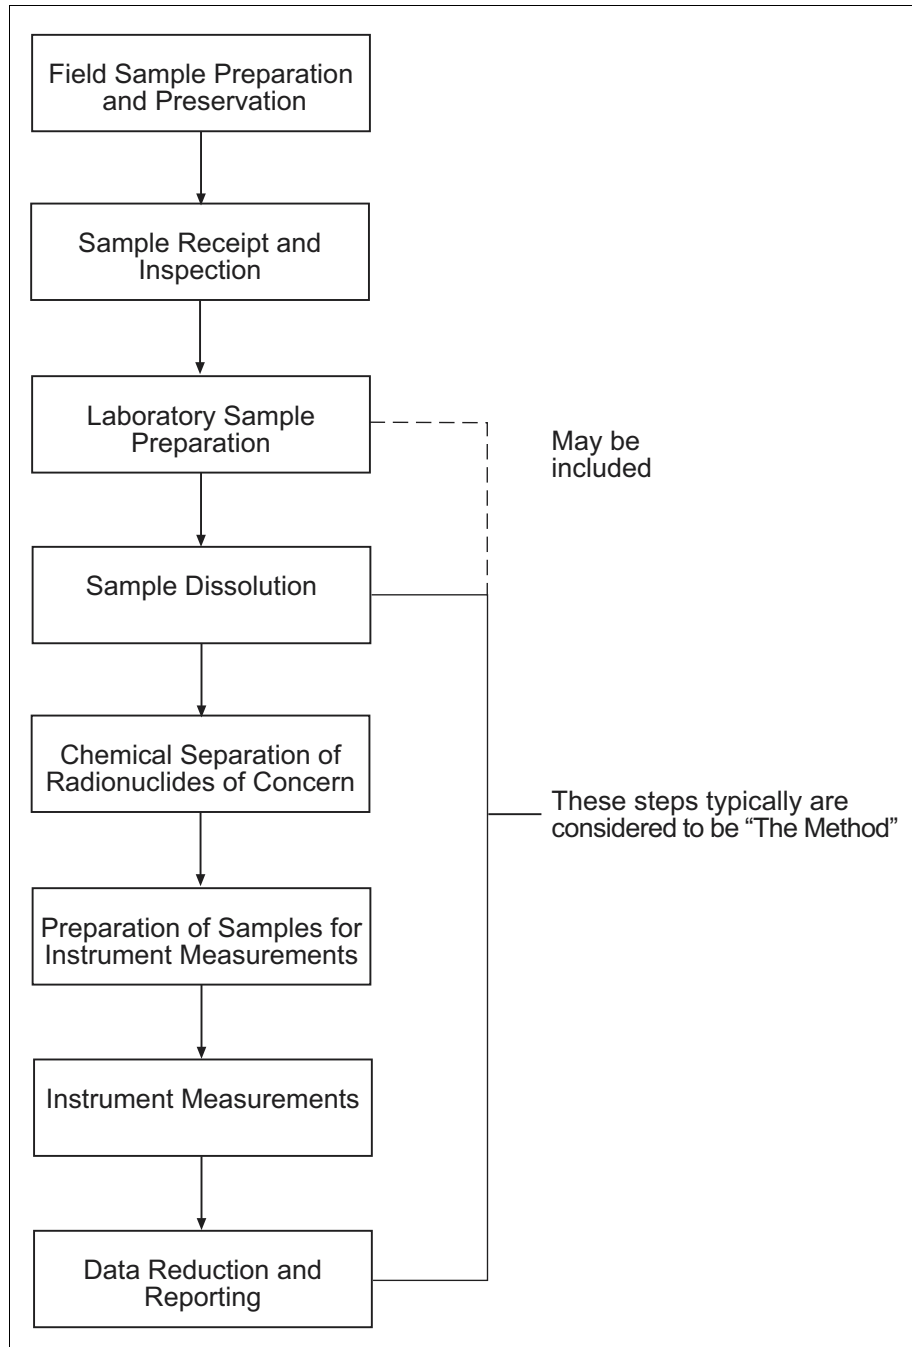 Field Sample Preparation
and Preservation
Sample Receipt and
Inspection
Laboratory Sample
Preparation
May be
included
Sample Dissolution
Chemical Separation of
Radionuclides of Concern
These steps typically are
considered to be “The Method”
Preparation of Samples for
Instrument Measurements
Instrument Measurements
Data Reduction and
Reporting